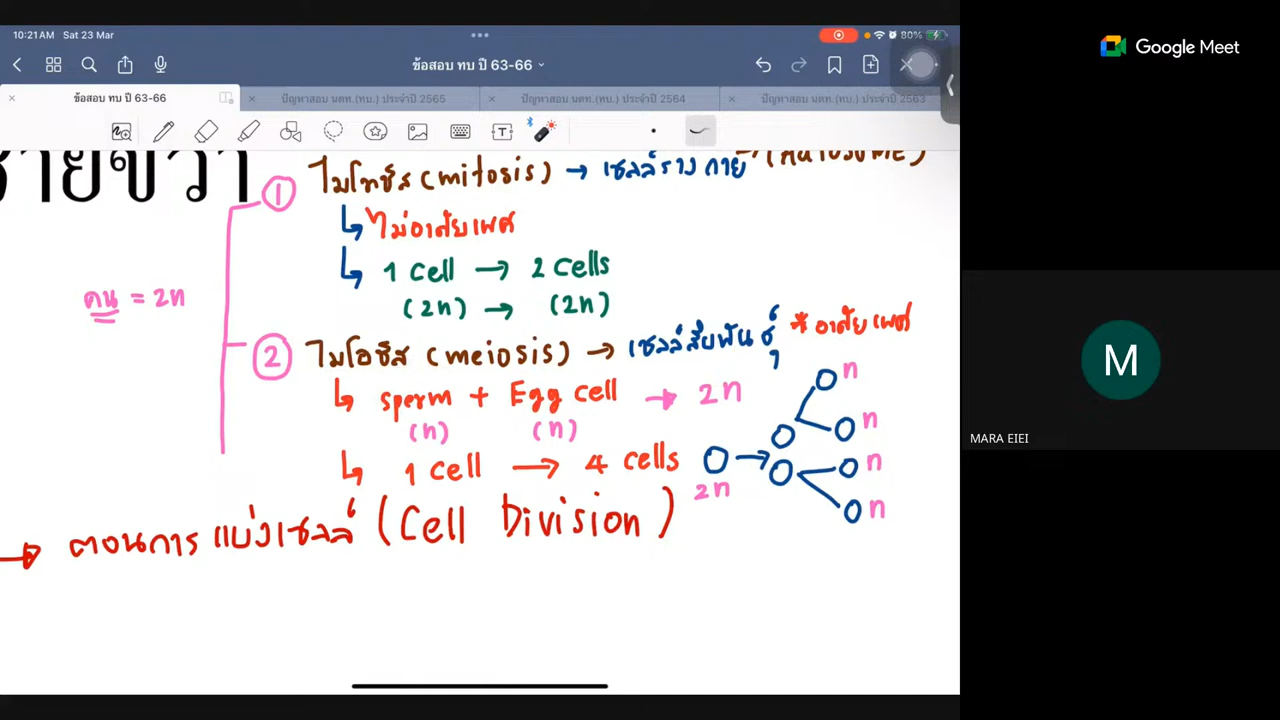 10:21AM Sat 23 Mar
80%
ข้อสอบ ทบ ปี 63-66
ข้อสอบ ทบ ปี 63-66
ปัญหาสอบ นตท.(ทบ.) ประจำปี 2565
ปัญหาสอบ นตท.(ทบ.) ประจำปี 2564
ปัญหาสอบ นตท.(ทบ.) ประจำปี 2563
Google Meet
① ไมโทซิส (mitosis) → เซลล์ร่างกาย
↳ ไม่อาศัยเพศ
↳ 1 cell → 2 cells
(2n) → (2n)
คน = 2n
② ไมโอซิส (meiosis) → เซลล์สืบพันธุ์ * อาศัยเพศ
↳ sperm + Egg cell → 2n
(n) (n)
↳ 1 cell → 4 cells
2n
n
n
n
n
→ ตอนการแบ่งเซลล์ (Cell Division)
M
MARA EIEI